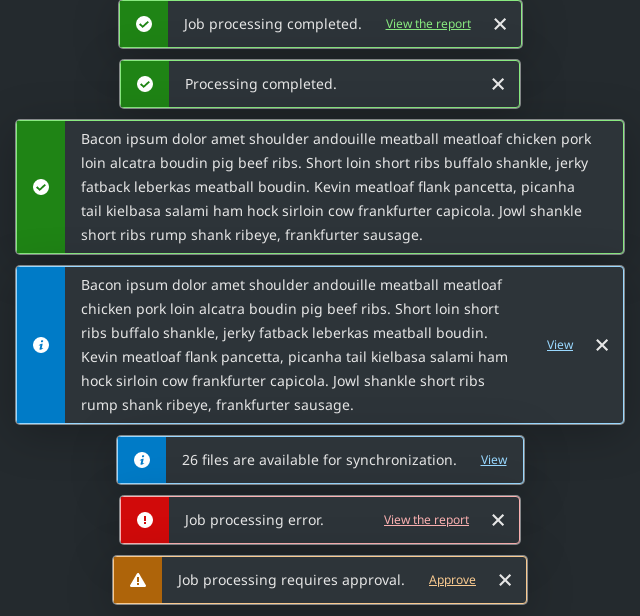 Job processing completed. View the report
Processing completed.
Bacon ipsum dolor amet shoulder andouille meatball meatloaf chicken pork
loin alcatra boudin pig beef ribs. Short loin short ribs buffalo shankle, jerky
fatback leberkas meatball boudin. Kevin meatloaf flank pancetta, picanha
tail kielbasa salami ham hock sirloin cow frankfurter capicola. Jowl shankle
short ribs rump shank ribeye, frankfurter sausage.
Bacon ipsum dolor amet shoulder andouille meatball meatloaf
chicken pork loin alcatra boudin pig beef ribs. Short loin short
ribs buffalo shankle, jerky fatback leberkas meatball boudin.
Kevin meatloaf flank pancetta, picanha tail kielbasa salami ham
hock sirloin cow frankfurter capicola. Jowl shankle short ribs
rump shank ribeye, frankfurter sausage.
View
26 files are available for synchronization. View
Job processing error. View the report
Job processing requires approval. Approve